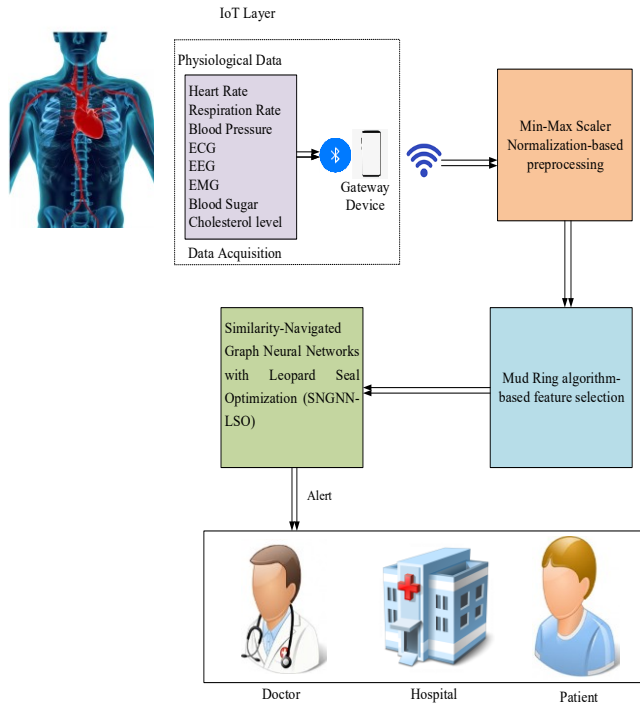 IoT Layer
Physiological Data
Heart Rate
Respiration Rate
Blood Pressure
ECG
EEG
EMG
Blood Sugar
Cholesterol level
Data Acquisition
Gateway
Device
Min-Max Scaler
Normalization-based
preprocessing
Mud Ring algorithm-
based feature selection
Similarity-Navigated
Graph Neural Networks
with Leopard Seal
Optimization (SNGNN-
LSO)
Alert
Doctor
Hospital
Patient